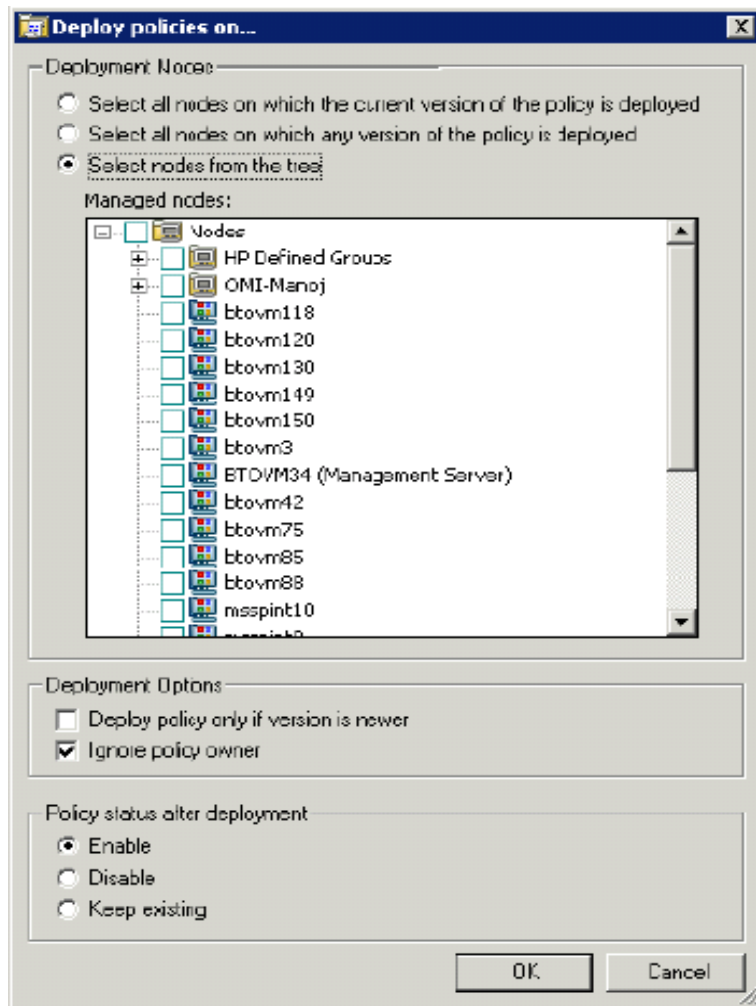 Deploy policies on...
Deployment Nodes
Select all nodes on which the current version of the policy is deployed
Select all nodes on which any version of the policy is deployed
Select nodes from the tree
Managed nodes:
Nodes
HP Defined Groups
OMI-Manoj
btovm118
btovm120
btovm130
btovm149
btovm150
btovm3
BTOVM34 (Management Server)
btovm42
btovm75
btovm85
btovm88
msspint10
Deployment Options
Deploy policy only if version is newer
Ignore policy owner
Policy status after deployment
Enable
Disable
Keep existing
OK
Cancel